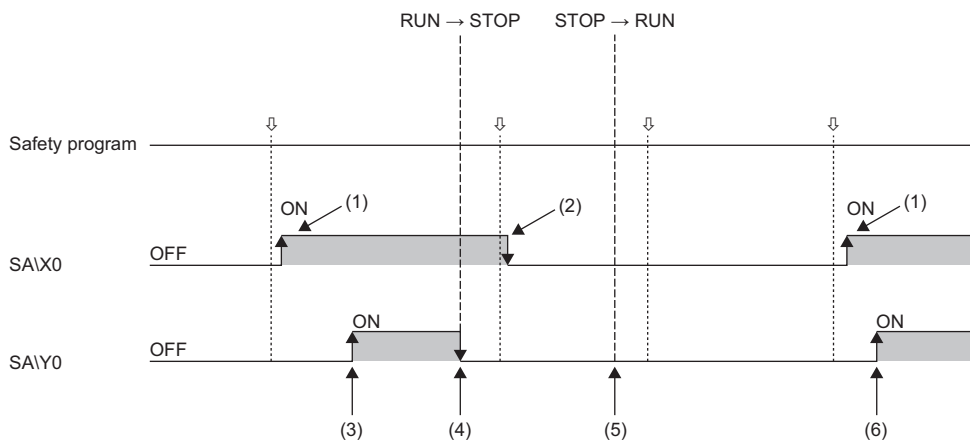 RUN → STOP STOP → RUN
Safety program
ON (1) (2) ON (1)
SA\X0 OFF
ON ON
SA\Y0 OFF
(3) (4) (5) (6)